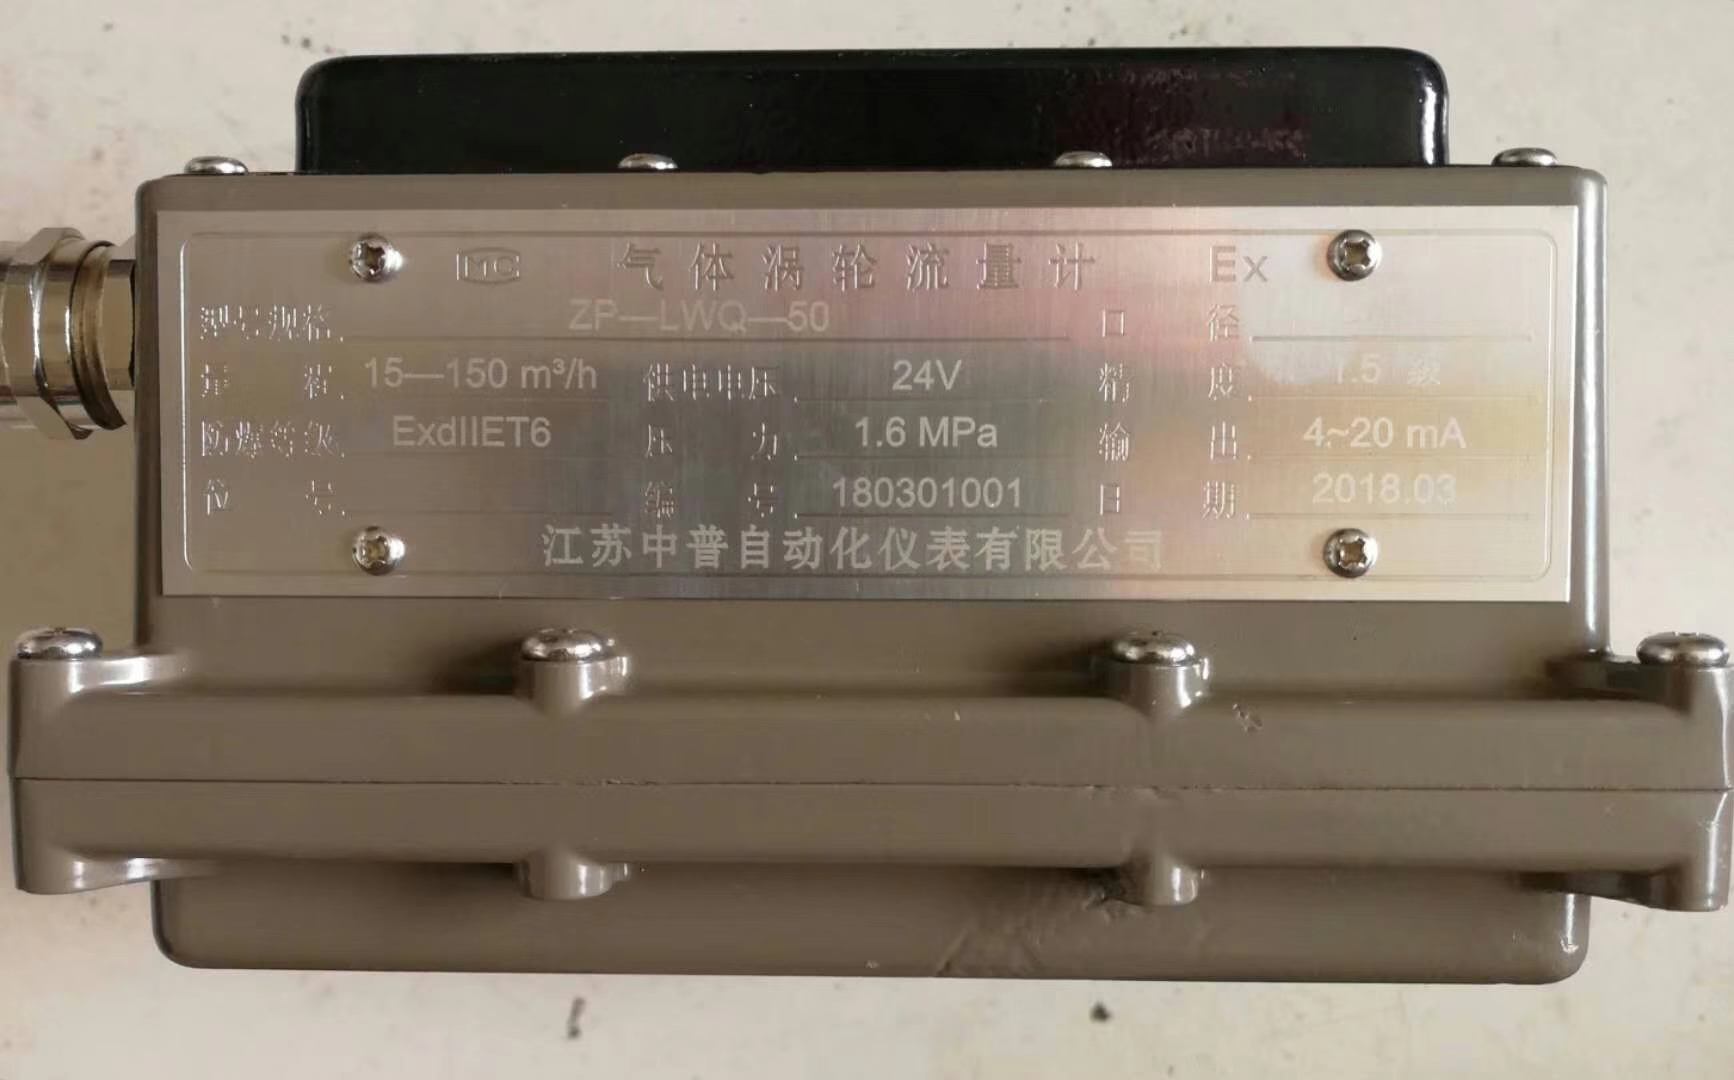 MC 气体涡轮流量计 Ex
型号规格 ZP—LWQ—50 口径
量程 15—150 m³/h 供电电压 24V 精度 1.5 级
防爆等级 ExdIIET6 压力 1.6 MPa 输出 4~20 mA
位号 编号 180301001 日期 2018.03
江苏中普自动化仪表有限公司